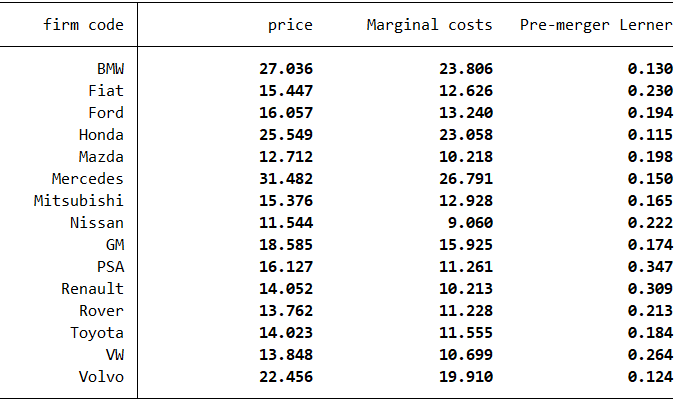 firm code price Marginal costs Pre-merger Lerner
BMW 27.036 23.806 0.130
Fiat 15.447 12.626 0.230
Ford 16.057 13.240 0.194
Honda 25.549 23.058 0.115
Mazda 12.712 10.218 0.198
Mercedes 31.482 26.791 0.150
Mitsubishi 15.376 12.928 0.165
Nissan 11.544 9.060 0.222
GM 18.585 15.925 0.174
PSA 16.127 11.261 0.347
Renault 14.052 10.213 0.309
Rover 13.762 11.228 0.213
Toyota 14.023 11.555 0.184
VW 13.848 10.699 0.264
Volvo 22.456 19.910 0.124